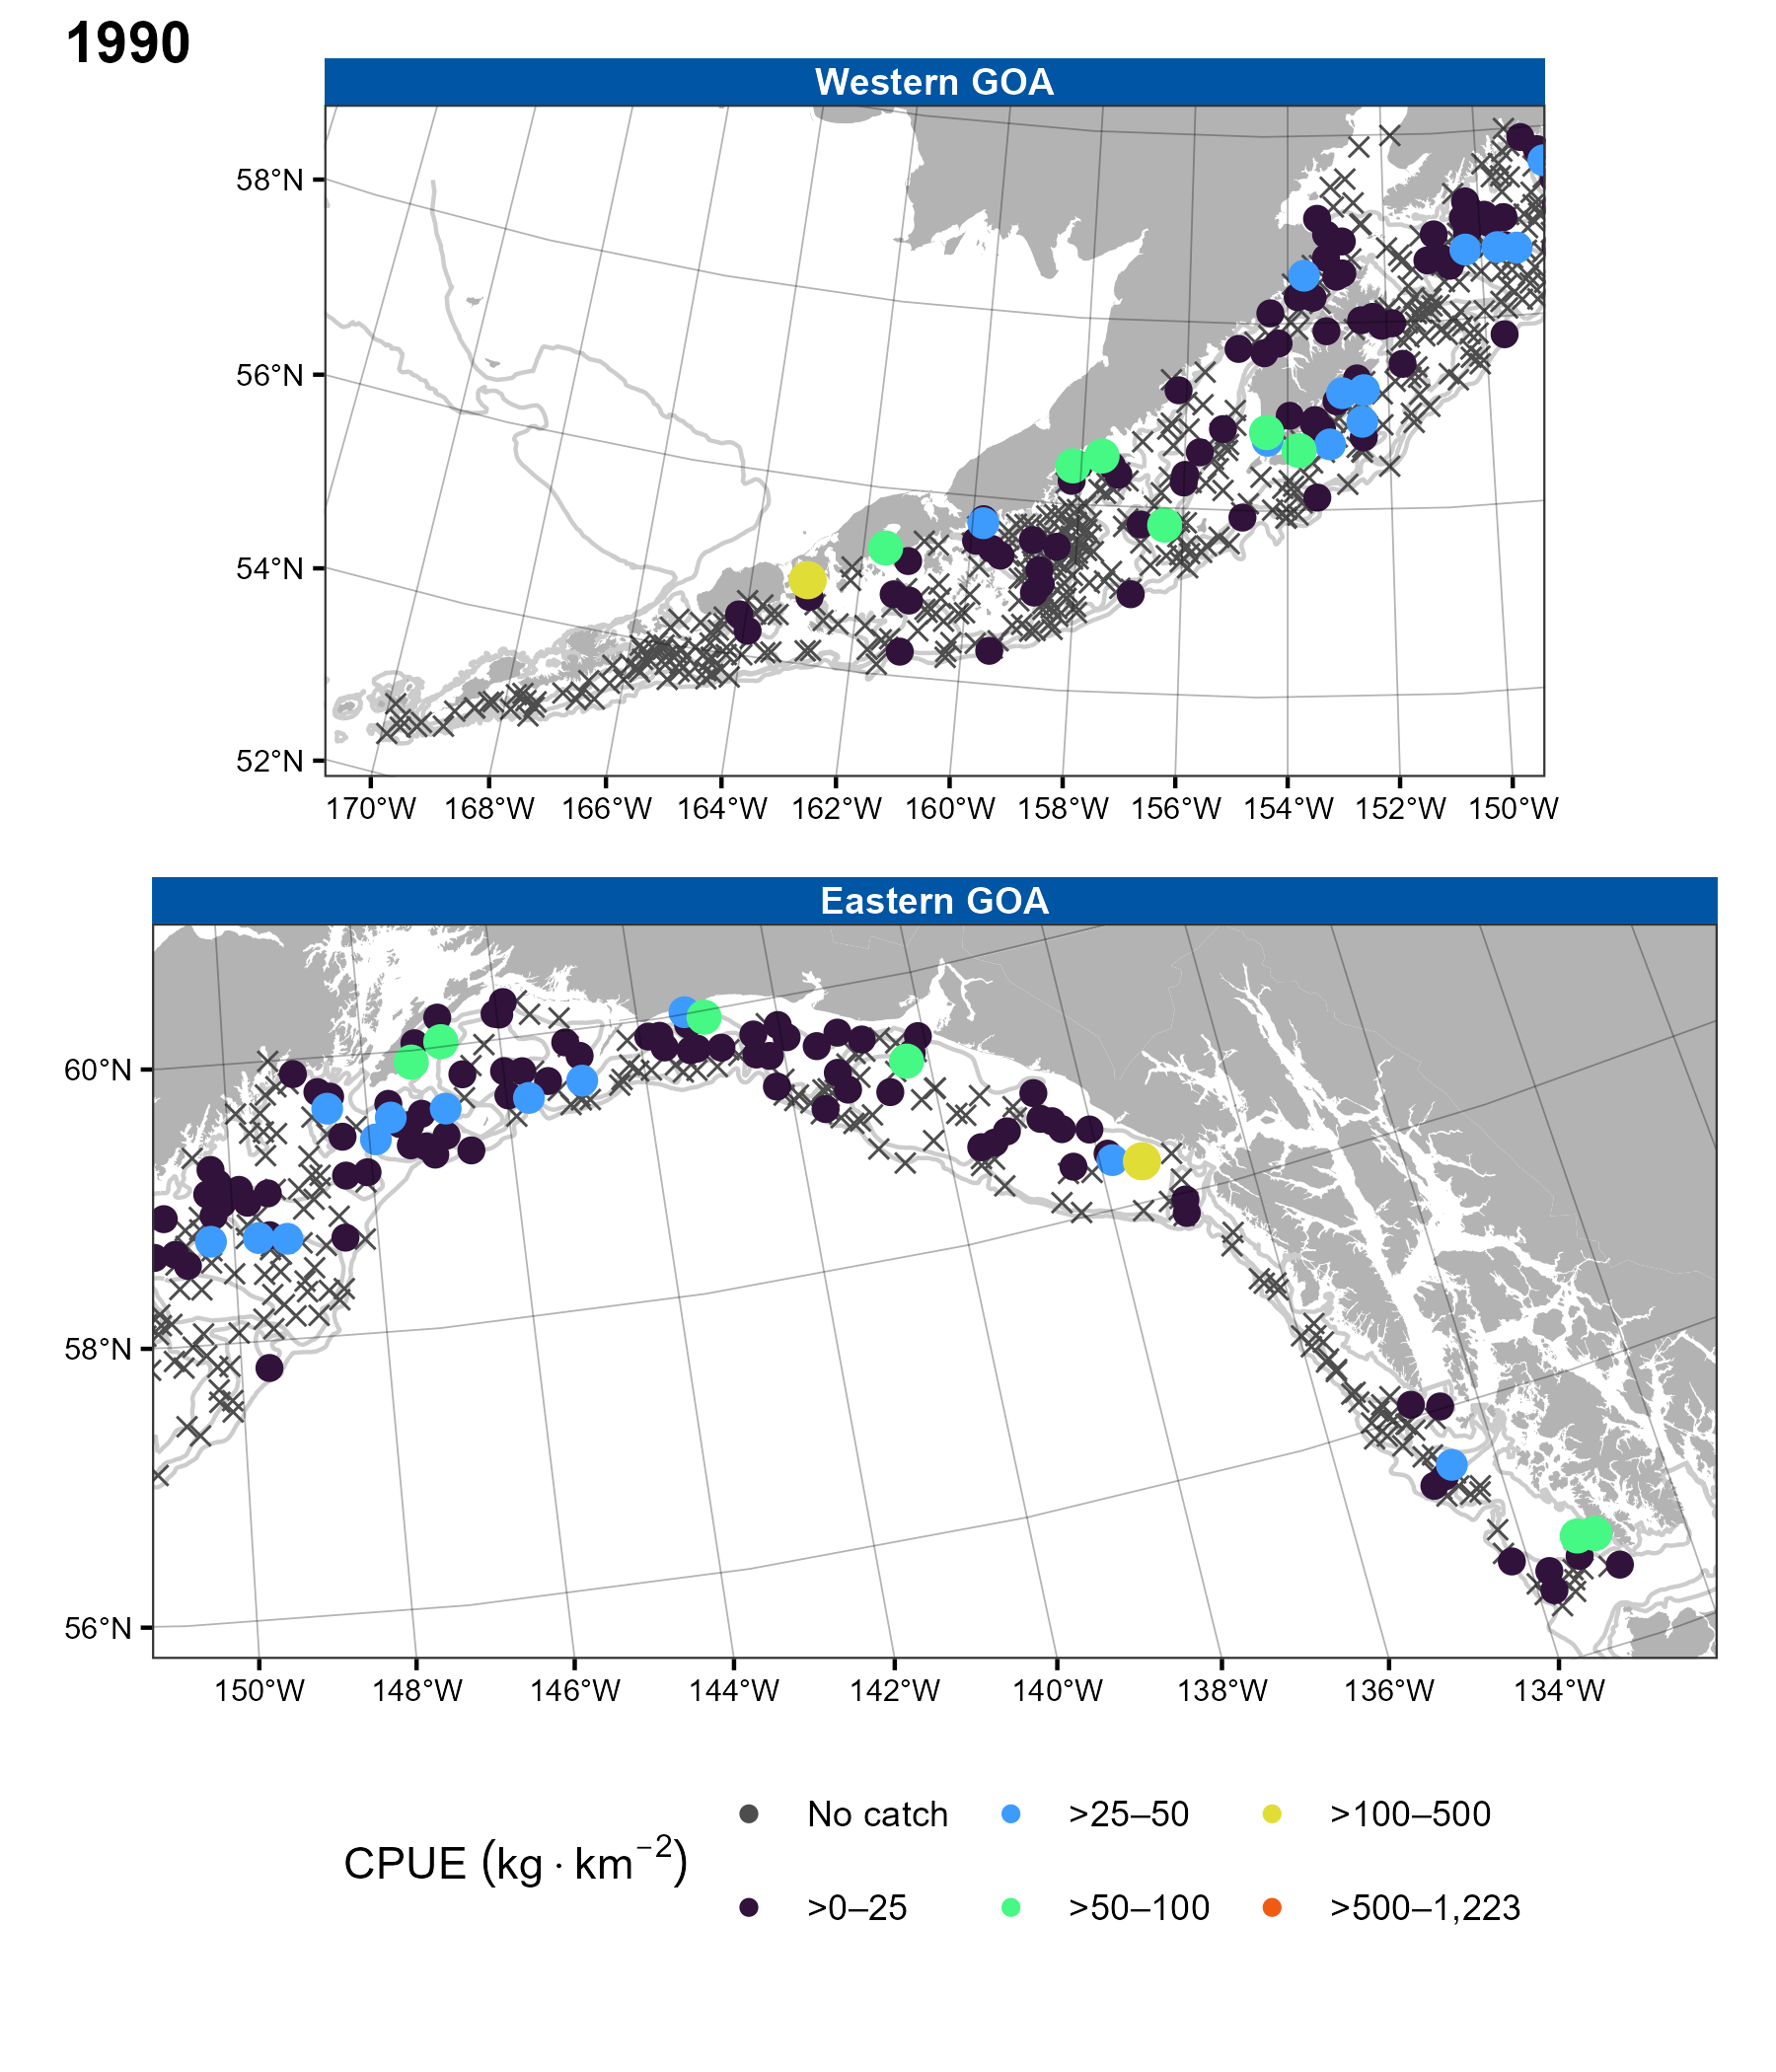 1990
Western GOA
58°N
56°N
54°N
52°N
170°W 168°W 166°W 164°W 162°W 160°W 158°W 156°W 154°W 152°W 150°W
Eastern GOA
60°N
58°N
56°N
150°W 148°W 146°W 144°W 142°W 140°W 138°W 136°W 134°W
CPUE (kg · km⁻²)
No catch >25–50 >100–500
>0–25 >50–100 >500–1,223